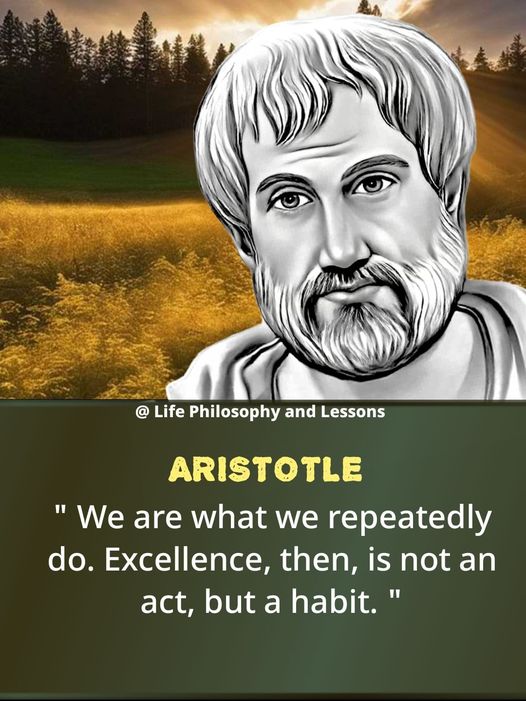 @ Life Philosophy and Lessons
ARISTOTLE
" We are what we repeatedly
do. Excellence, then, is not an
act, but a habit. "